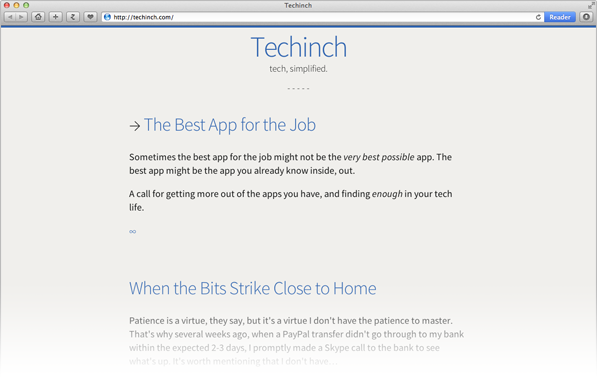 Techinch
http://techinch.com/
Reader
Techinch
tech, simplified.
-----
→ The Best App for the Job
Sometimes the best app for the job might not be the very best possible app. The
best app might be the app you already know inside, out.
A call for getting more out of the apps you have, and finding enough in your tech
life.
∞
When the Bits Strike Close to Home
Patience is a virtue, they say, but it's a virtue I don't have the patience to master.
That's why several weeks ago, when a PayPal transfer didn't go through to my bank
within the expected 2-3 days, I promptly made a Skype call to the bank to see
what's up. It's worth mentioning that I don't have…